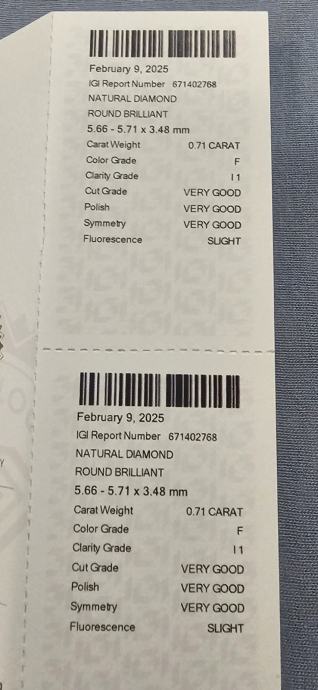 February 9, 2025
IGI Report Number 671402768
NATURAL DIAMOND
ROUND BRILLIANT
5.66 - 5.71 x 3.48 mm
Carat Weight 0.71 CARAT
Color Grade F
Clarity Grade I 1
Cut Grade VERY GOOD
Polish VERY GOOD
Symmetry VERY GOOD
Fluorescence SLIGHT
February 9, 2025
IGI Report Number 671402768
NATURAL DIAMOND
ROUND BRILLIANT
5.66 - 5.71 x 3.48 mm
Carat Weight 0.71 CARAT
Color Grade F
Clarity Grade I 1
Cut Grade VERY GOOD
Polish VERY GOOD
Symmetry VERY GOOD
Fluorescence SLIGHT